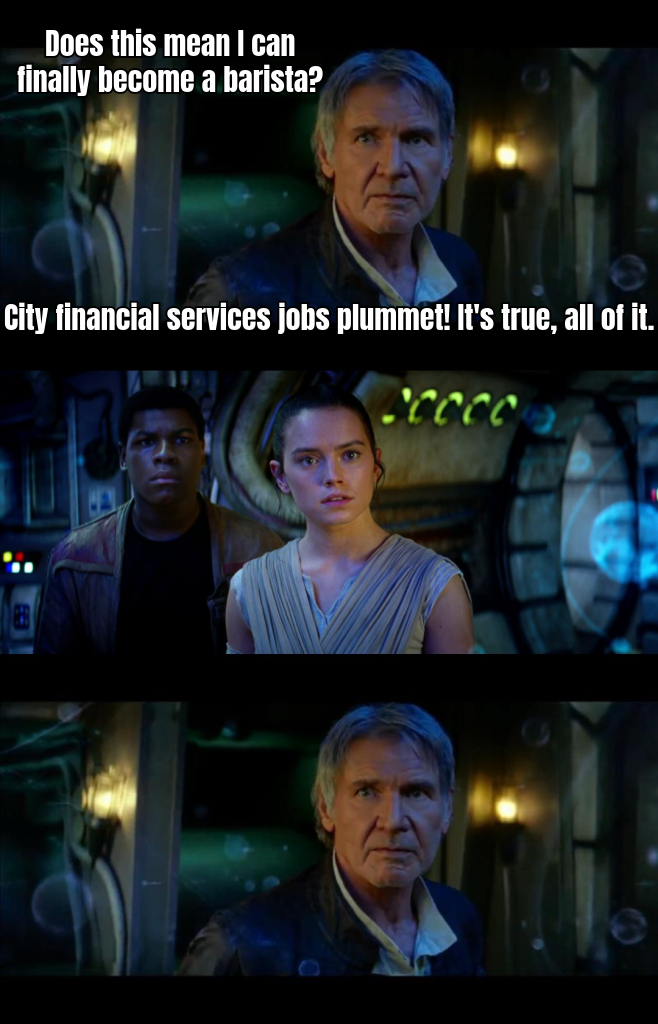 Does this mean I can
finally become a barista?
City financial services jobs plummet! It's true, all of it.